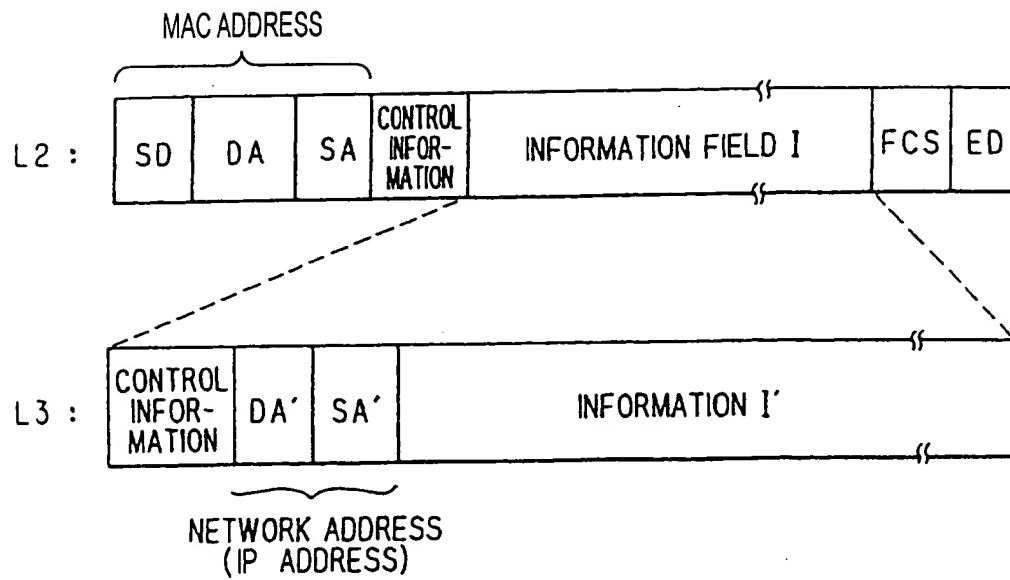 MAC ADDRESS
L2 : SD DA SA CONTROL INFOR- MATION INFORMATION FIELD I FCS ED
L3 : CONTROL INFOR- MATION DA' SA' INFORMATION I'
NETWORK ADDRESS
(IP ADDRESS)